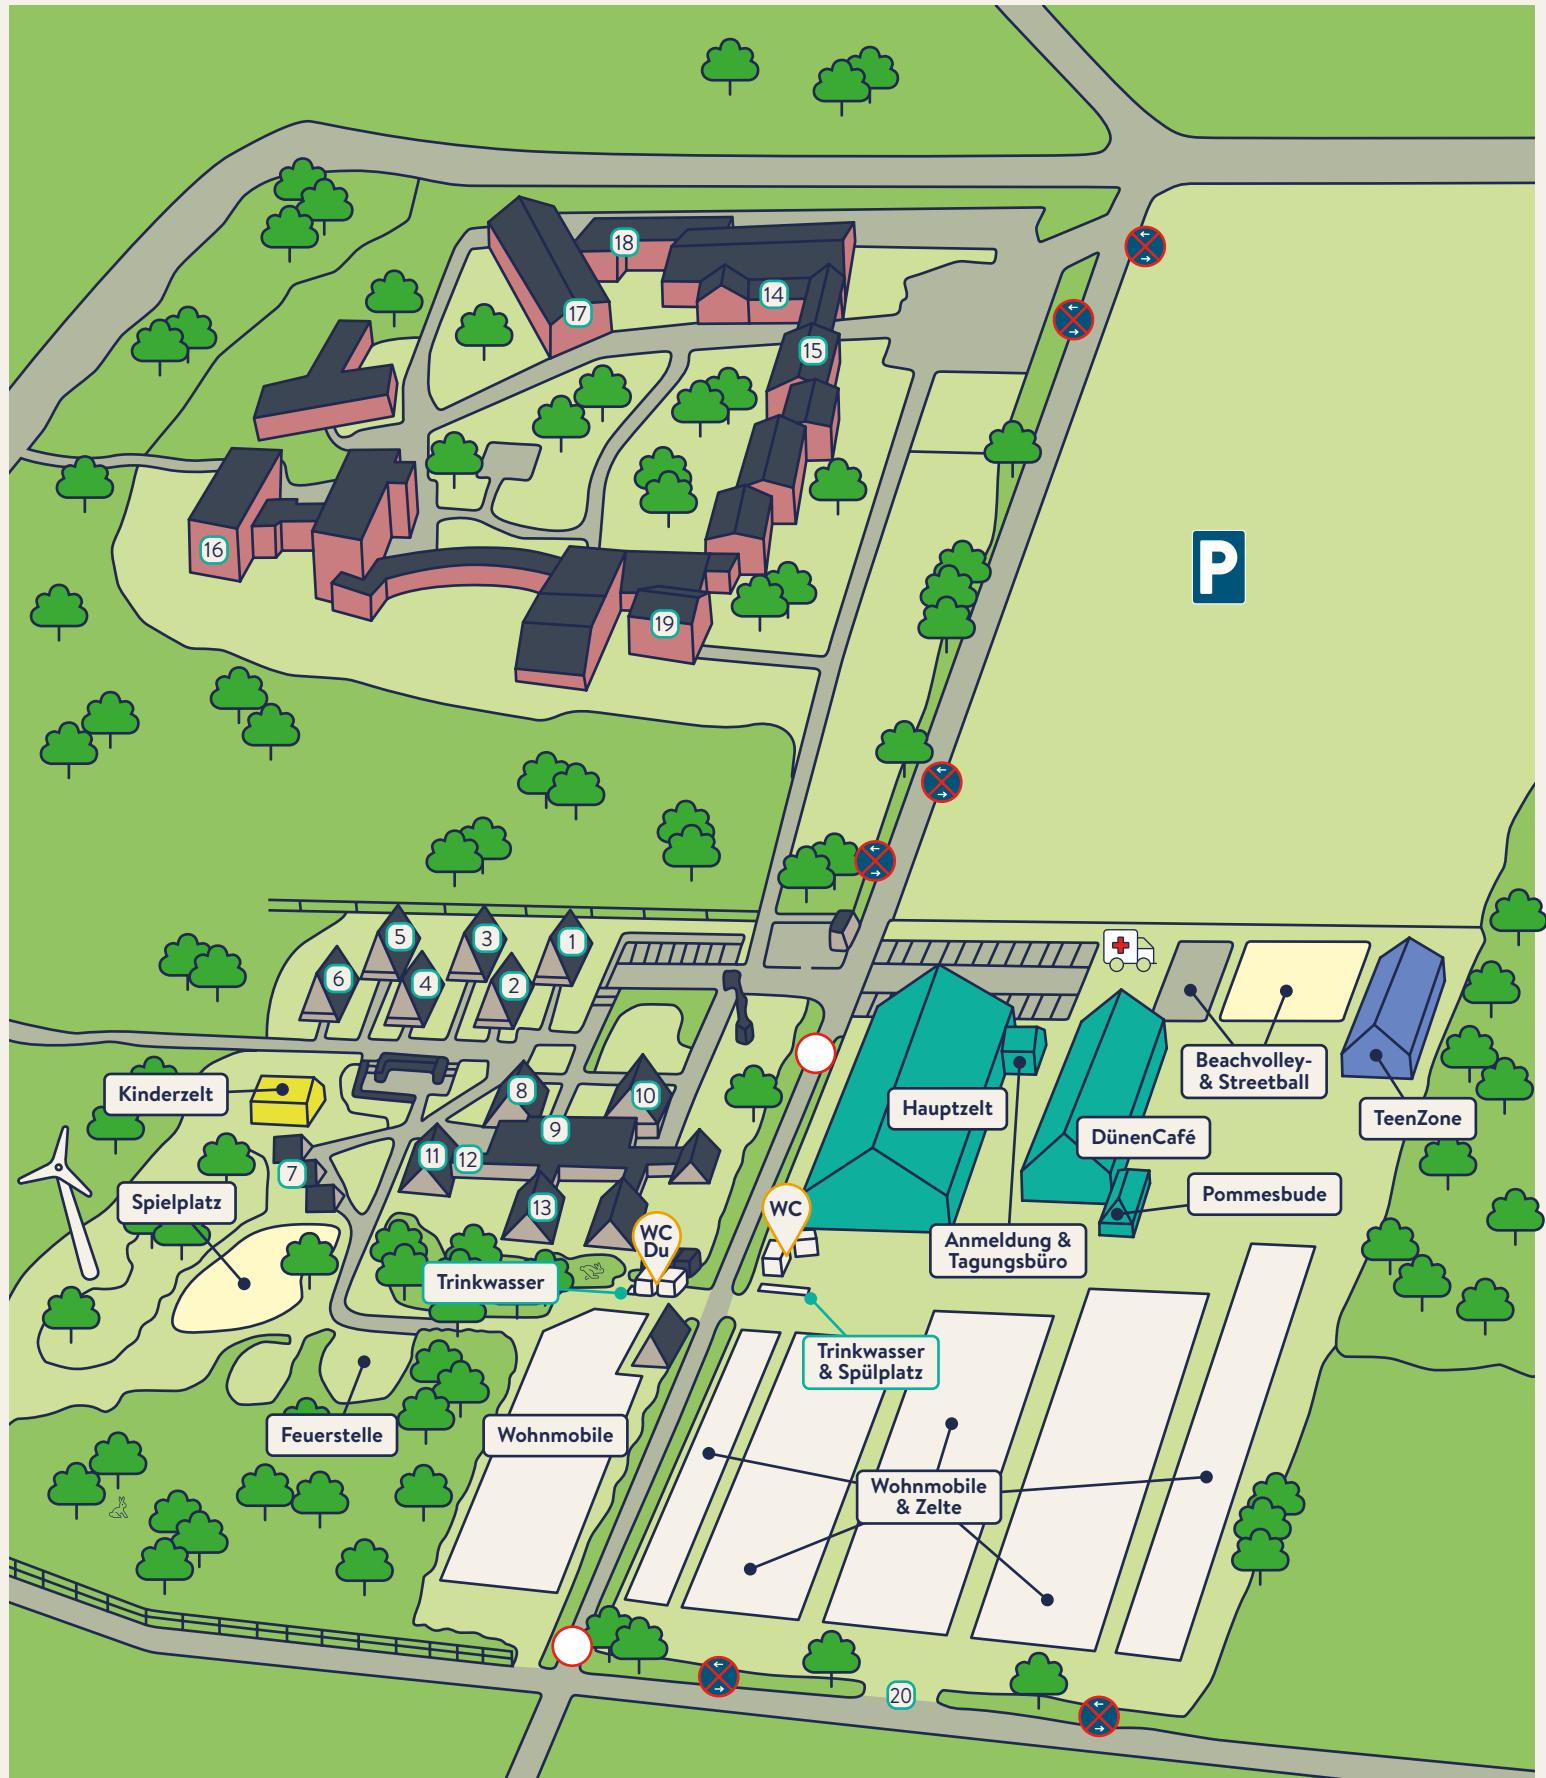 18
17
14
15
P
16
19
5
3
1
6
4
2
Beachvolley-
& Streetball
Kinderzelt
8
10
Hauptzelt
TeenZone
9
DünenCafé
11
12
7
Spielplatz
13
WC
Pommesbude
WC
Du
Anmeldung &
Tagungsbüro
Trinkwasser
Trinkwasser
& Spülplatz
Feuerstelle
Wohnmobile
Wohnmobile
& Zelte
20